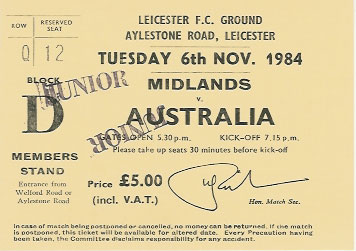 ROW
RESERVED
SEAT
Q 12
BLOCK
D
JUNIOR
JUNIOR
MEMBERS
STAND
Entrance from
Welford Road or
Aylestone Road
LEICESTER F.C. GROUND
AYLESTONE ROAD, LEICESTER
TUESDAY 6th NOV. 1984
MIDLANDS
v.
AUSTRALIA
GATES OPEN 5.30 p.m. KICK-OFF 7.15 p.m.
Please take up seats 30 minutes before kick-off
Price £5.00
(incl. V.A.T.)
Hon. Match Sec.
In case of match being postponed or cancelled, no money can be returned. If the match
is postponed, this ticket will be available for altered date. Every Precaution having
been taken, the Committee disclaims responsibility for any accident.